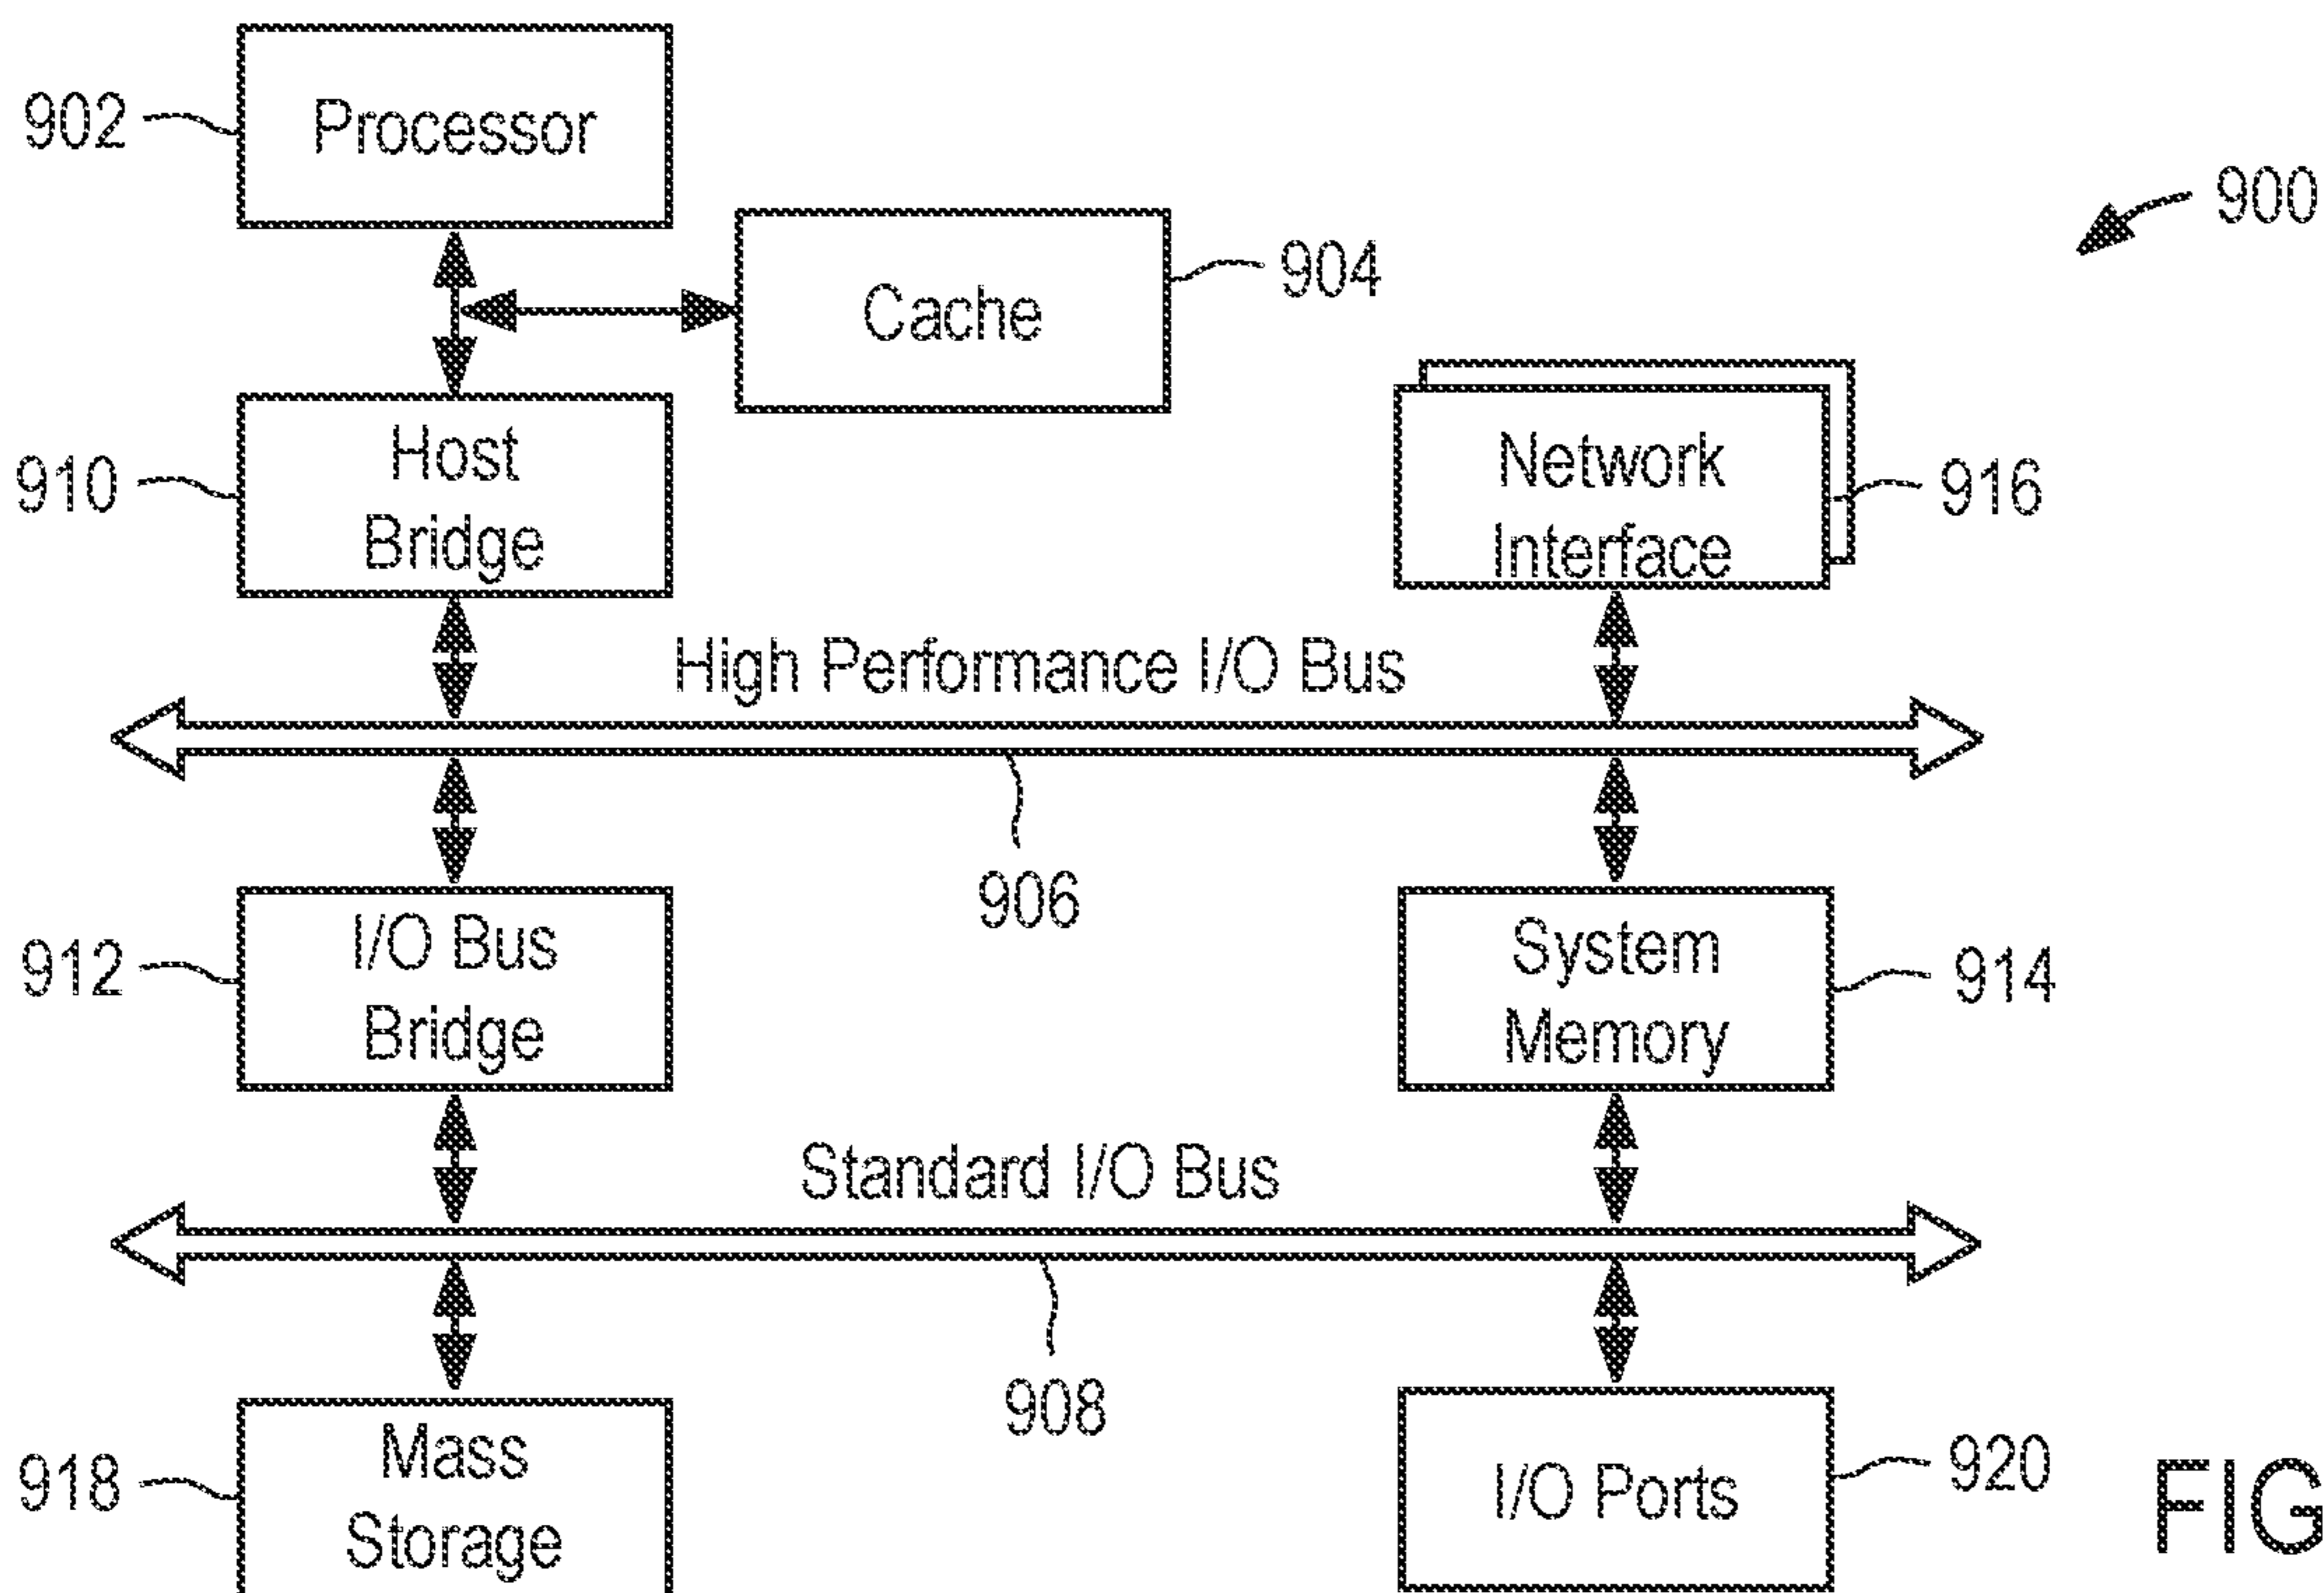 902
Processor
900
Cache
904
910
Host
Bridge
Network
Interface
916
High Performance I/O Bus
906
912
I/O Bus
Bridge
System
Memory
914
Standard I/O Bus
908
918
Mass
Storage
I/O Ports
920
FIG